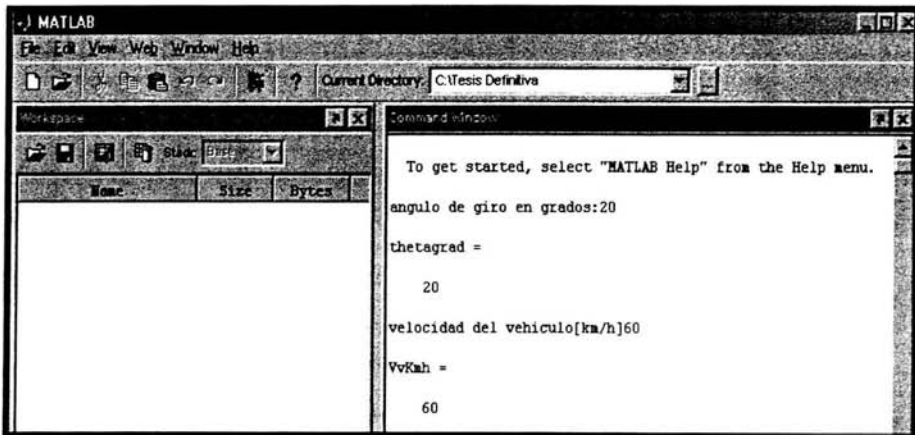 MATLAB
File Edit View Web Window Help
Current Directory: C:\Tesis Definitiva
Workspace
Stack: Base
Name Size Bytes
Command Window
To get started, select "MATLAB Help" from the Help menu.
angulo de giro en grados:20
thetagrad =
20
velocidad del vehiculo[km/h]60
VvKmh =
60